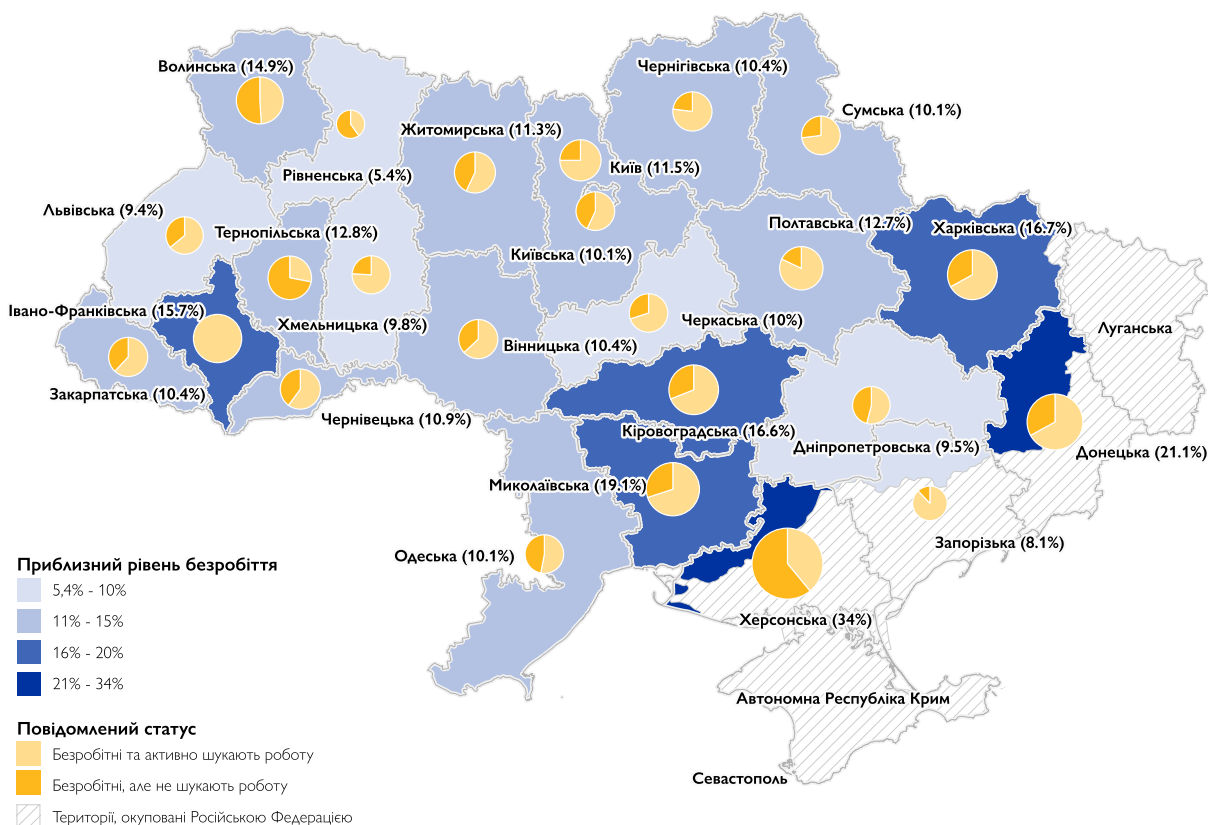 Волинська (14.9%)
Чернігівська (10.4%)
Сумська (10.1%)
Житомирська (11.3%)
Київ (11.5%)
Рівненська (5.4%)
Львівська (9.4%)
Тернопільська (12.8%)
Полтавська (12.7%)
Харківська (16.7%)
Київська (10.1%)
Івано-Франківська (15.7%)
Хмельницька (9.8%)
Черкаська (10%)
Луганська
Вінницька (10.4%)
Закарпатська (10.4%)
Чернівецька (10.9%)
Кіровоградська (16.6%)
Дніпропетровська (9.5%)
Донецька (21.1%)
Миколаївська (19.1%)
Запорізька (8.1%)
Одеська (10.1%)
Херсонська (34%)
Автономна Республіка Крим
Севастополь
Приблизний рівень безробіття
5,4% - 10%
11% - 15%
16% - 20%
21% - 34%
Повідомлений статус
Безробітні та активно шукають роботу
Безробітні, але не шукають роботу
Території, окуповані Російською Федерацією